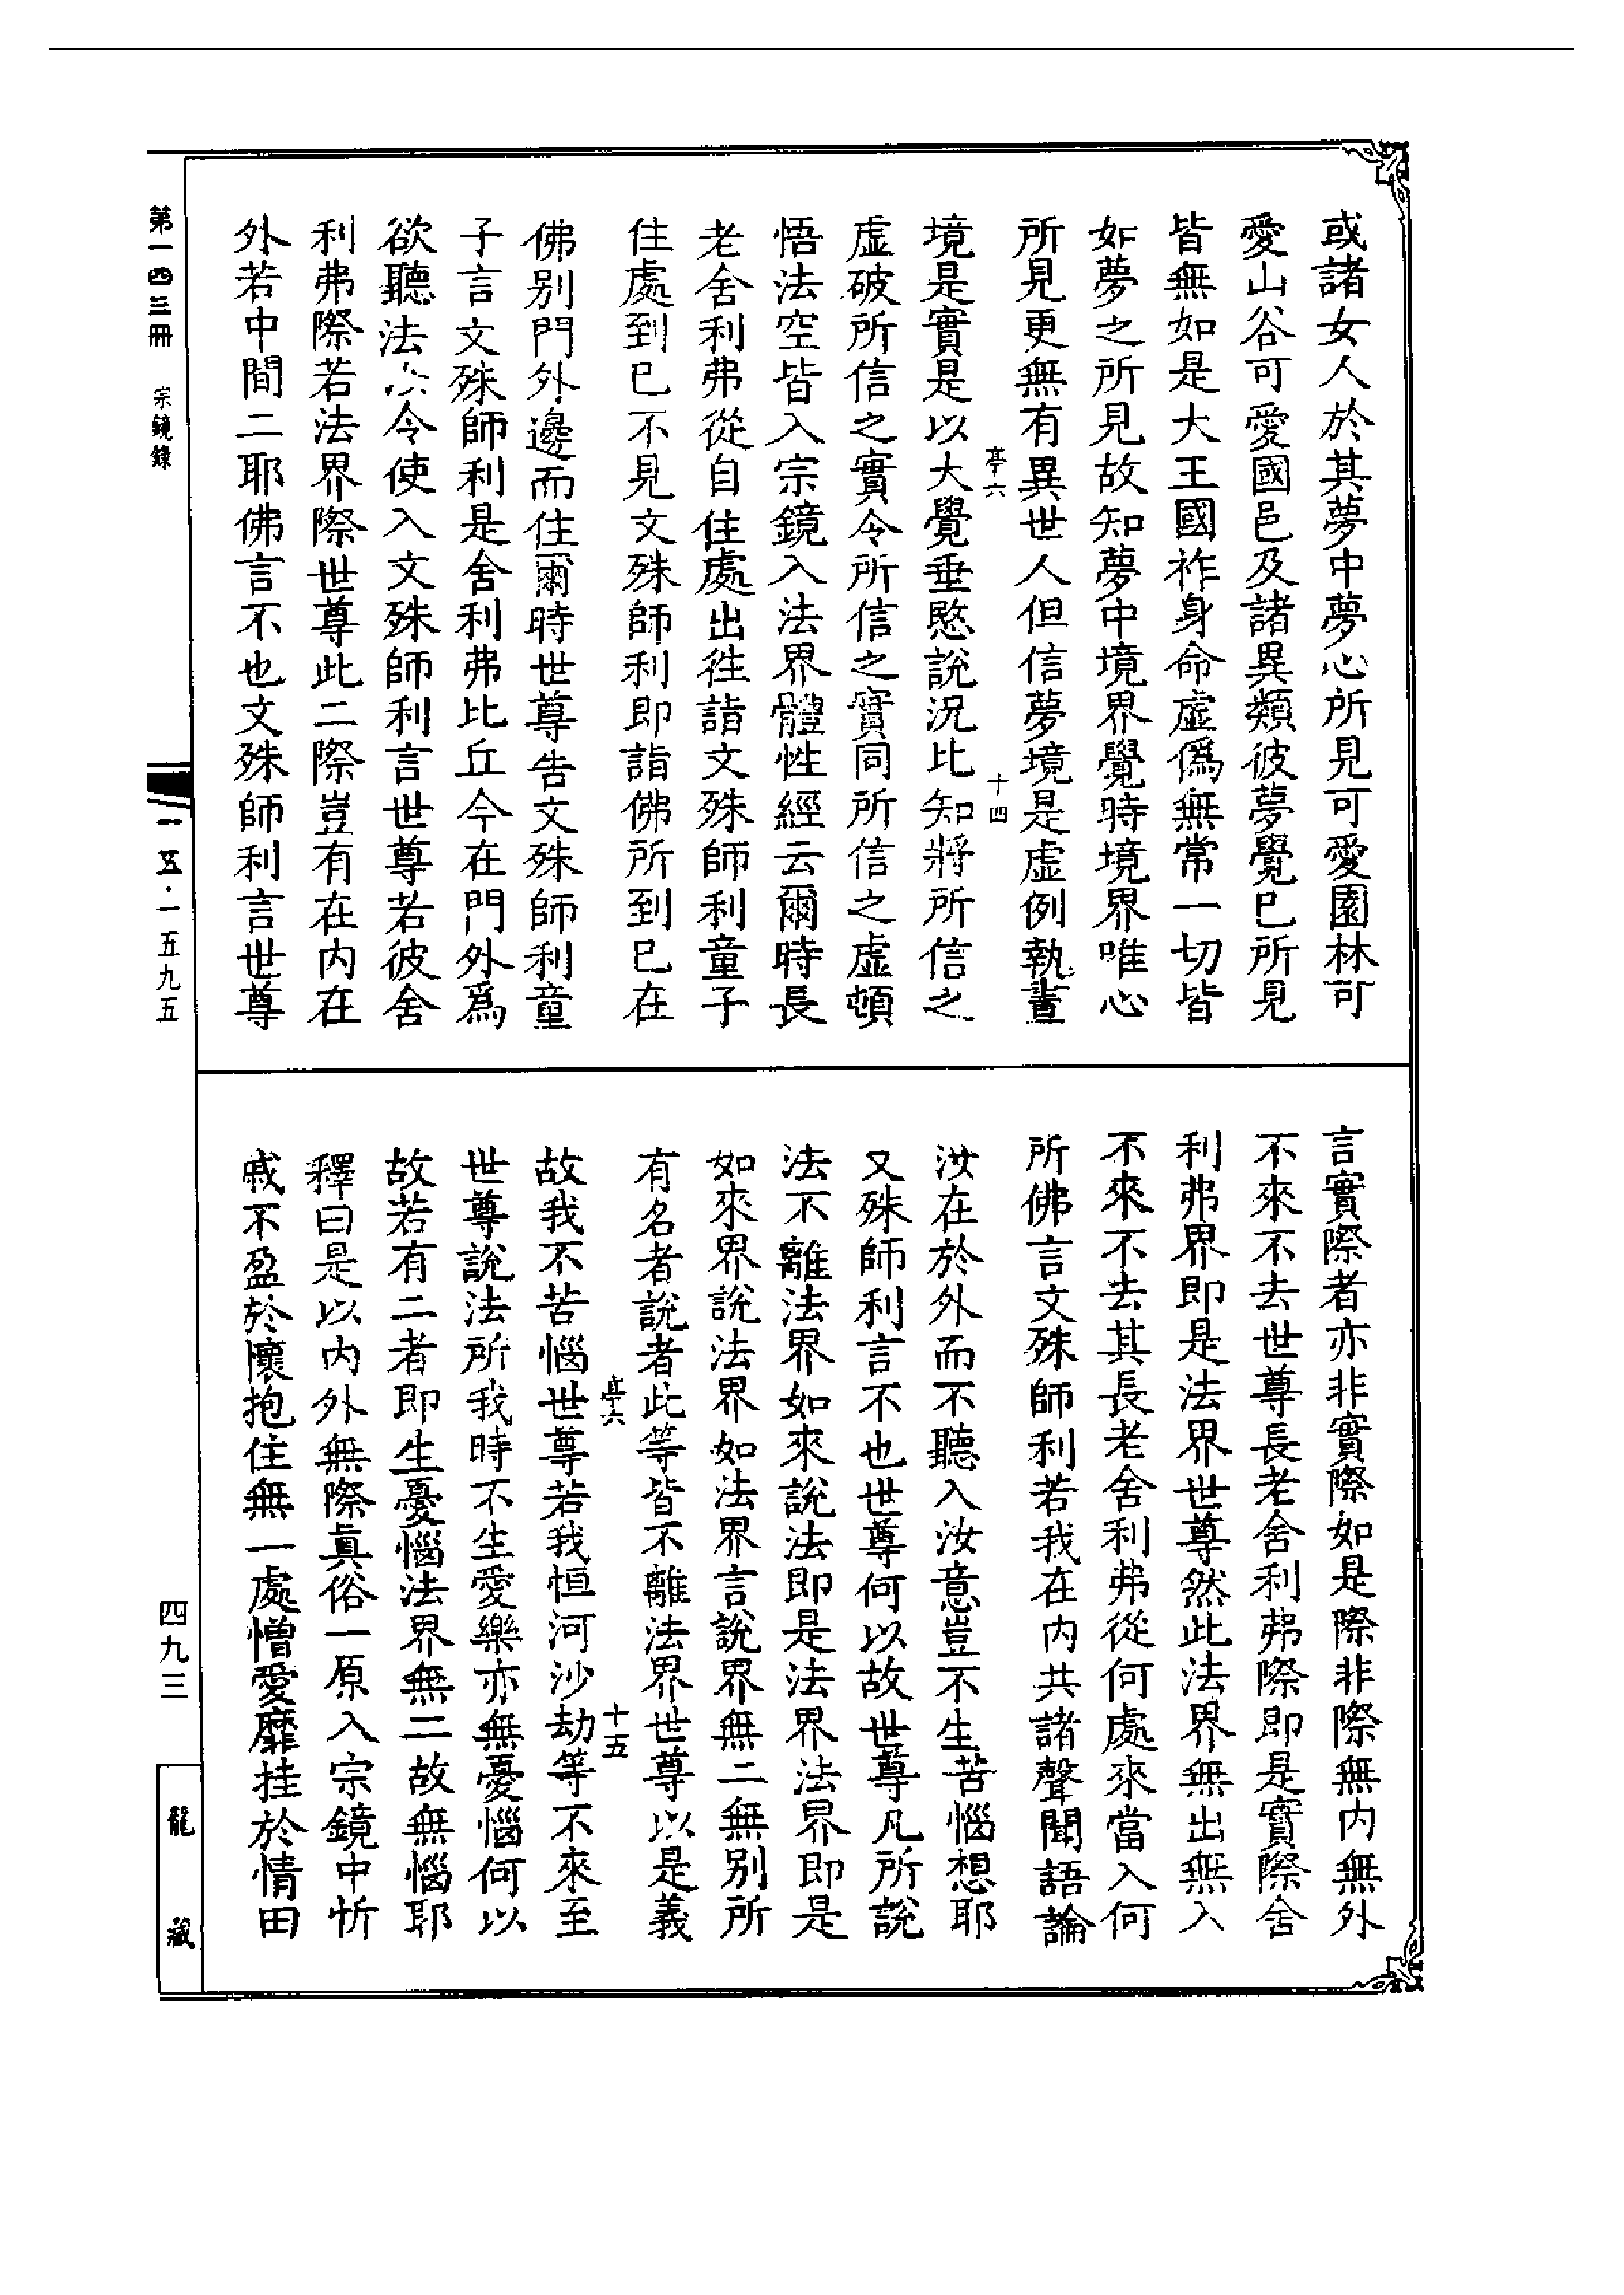 或諸女人於其夢中夢心所見可愛園林可
愛山谷可愛國邑及諸異類彼夢覺已所見
皆無如是大王國祚身命虛僞無常一切皆
如夢之所見故知夢中境界覺時境界唯心
所見更無有異世人但信夢境是虛例執晝
亭六
十四
境是實是以大覺垂愍說況比知將所信之
虛破所信之實令所信之實同所信之虛頓
悟法空皆入宗鏡入法界體性經云爾時長
老舍利弗從自住處出徃詣文殊師利童子
住處到已不見文殊師利即詣佛所到已在
佛别門外邊而住爾時世尊告文殊師利童
子言文殊師利是舍利弗比丘今在門外爲
欲聽法令使入文殊師利言世尊若彼舍
利弗際若法界際世尊此二際豈有在内在
外若中間二耶佛言不也文殊師利言世尊
言實際者亦非實際如是際非際無内無外
不來不去世尊長老舍利弗際即是實際舍
利弗界即是法界世尊然此法界無出無入
不來不去其長老舍利弗從何處來當入何
所佛言文殊師利若我在内共諸聲聞語論
汝在於外而不聽入汝意豈不生苦惱想耶
又殊師利言不也世尊何以故世尊凡所說
法不離法界如來說法即是法界法界即是
如來界說法界如法界言說界無二無别所
有名者說者此等皆不離法界世尊以是義
亭六
十五
故我不苦惱世尊若我恒河沙劫等不來至
世尊說法所我時不生愛樂亦無憂惱何以
故若有二者即生憂惱法界無二故無惱耶
釋曰是以内外無際眞俗一原入宗鏡中忻
戚不盈於懷抱住無一處憎愛靡挂於情田
第一四三冊 宗鏡錄
一五·一五九五
四九三
龍藏